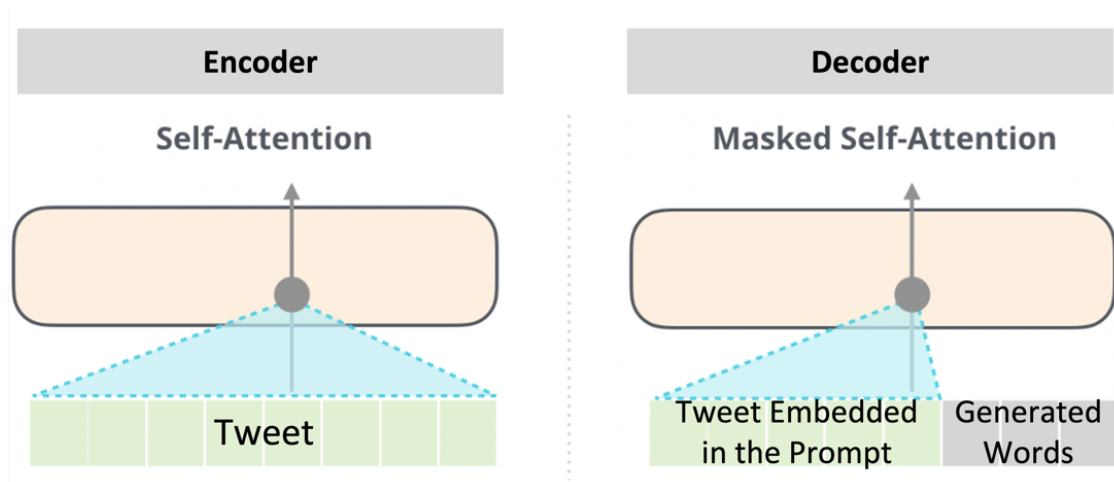 Encoder
Self-Attention
Tweet
Decoder
Masked Self-Attention
Tweet Embedded
in the Prompt
Generated
Words